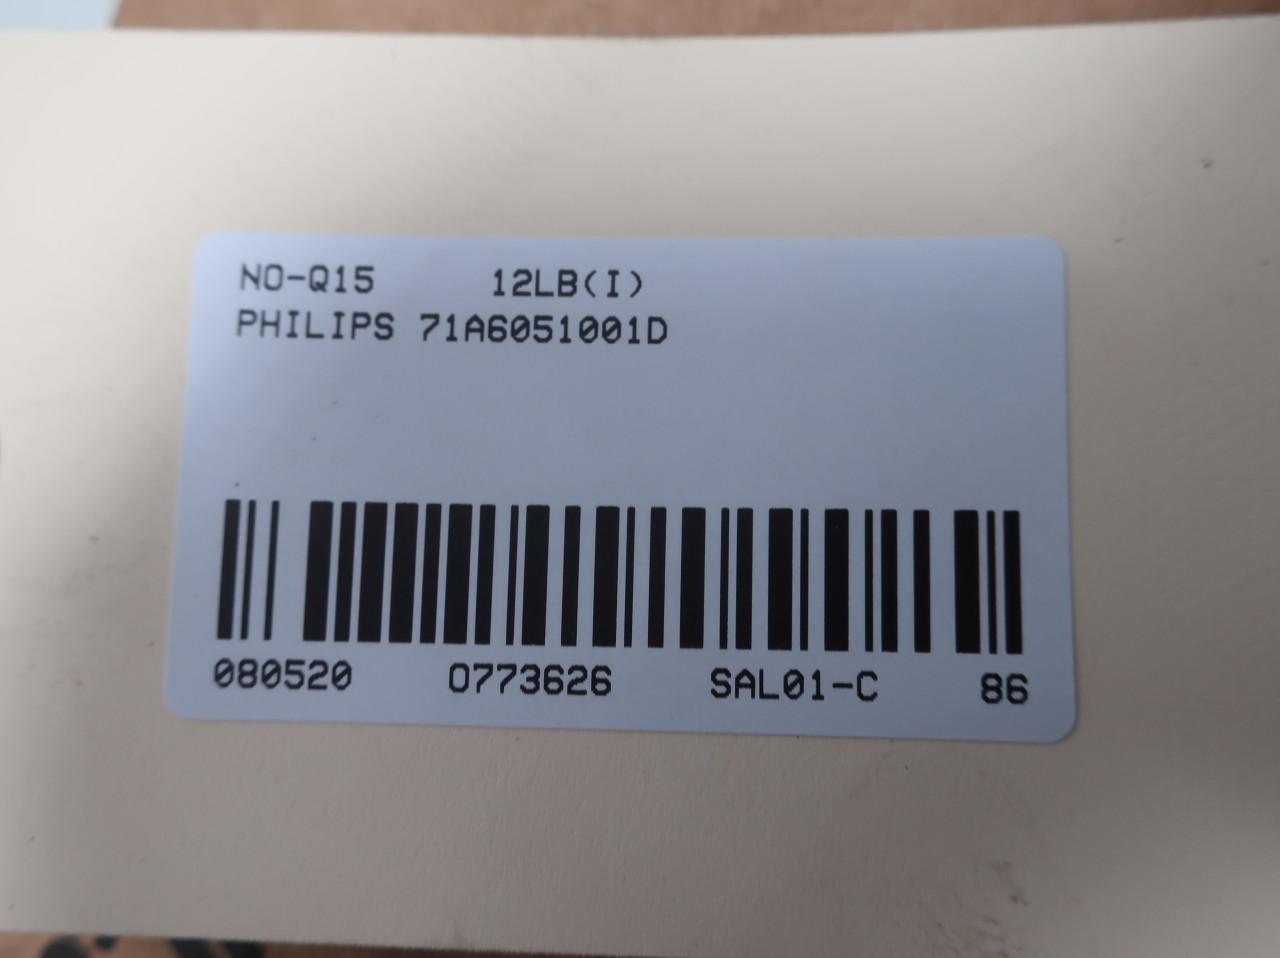 NO-Q15 12LB(I)
PHILIPS 71A6051001D
080520 0773626 SAL01-C 86